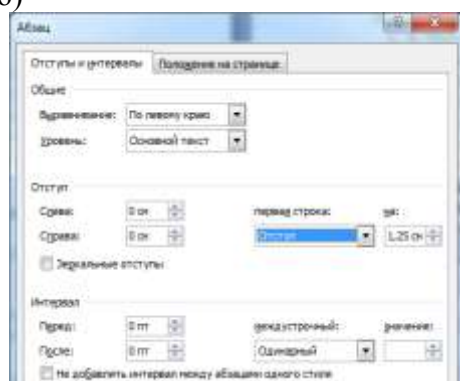 б)
Абзац
Отступы и интервалы Положение на странице
Общие
Выравнивание: По левому краю
Уровень: Основной текст
Отступ
Слева: 0 см первая строка: на:
Справа: 0 см Отступ 1,25 см
Зеркальные отступы
Интервал
Перед: 0 пт междустрочный: значение:
После: 0 пт Одинарный
Не добавлять интервал между абзацами одного стиля